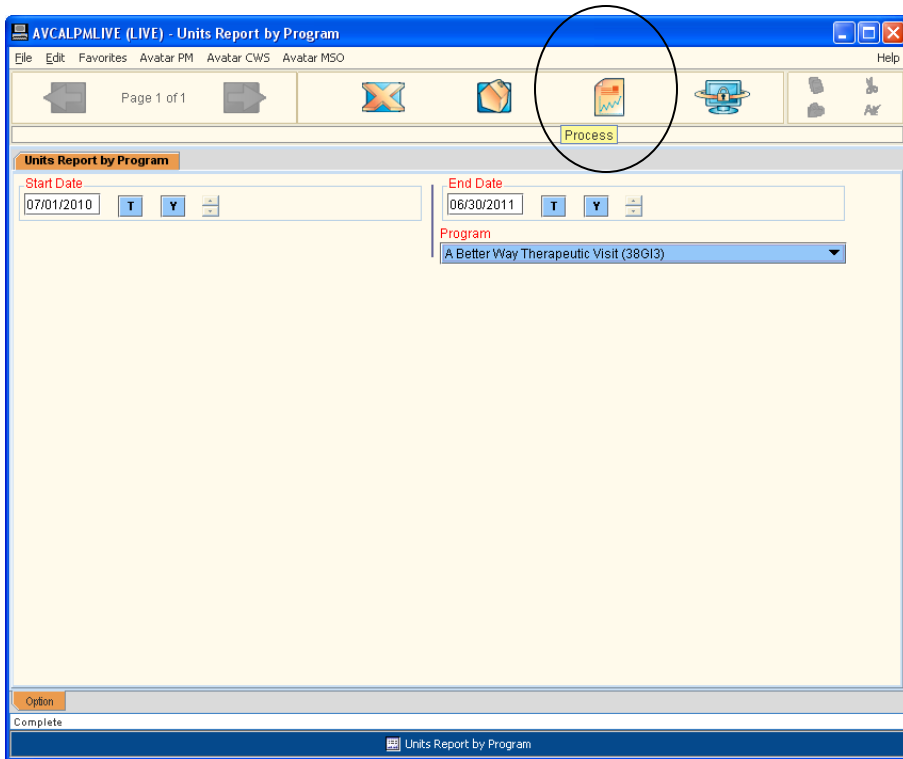 AVCALPMLIVE (LIVE) - Units Report by Program
File Edit Favorites Avatar PM Avatar CWS Avatar MSO Help
Page 1 of 1
Process
Units Report by Program
Start Date
07/01/2010 T Y
End Date
06/30/2011 T Y
Program
A Better Way Therapeutic Visit (38GI3)
Option
Complete
Units Report by Program